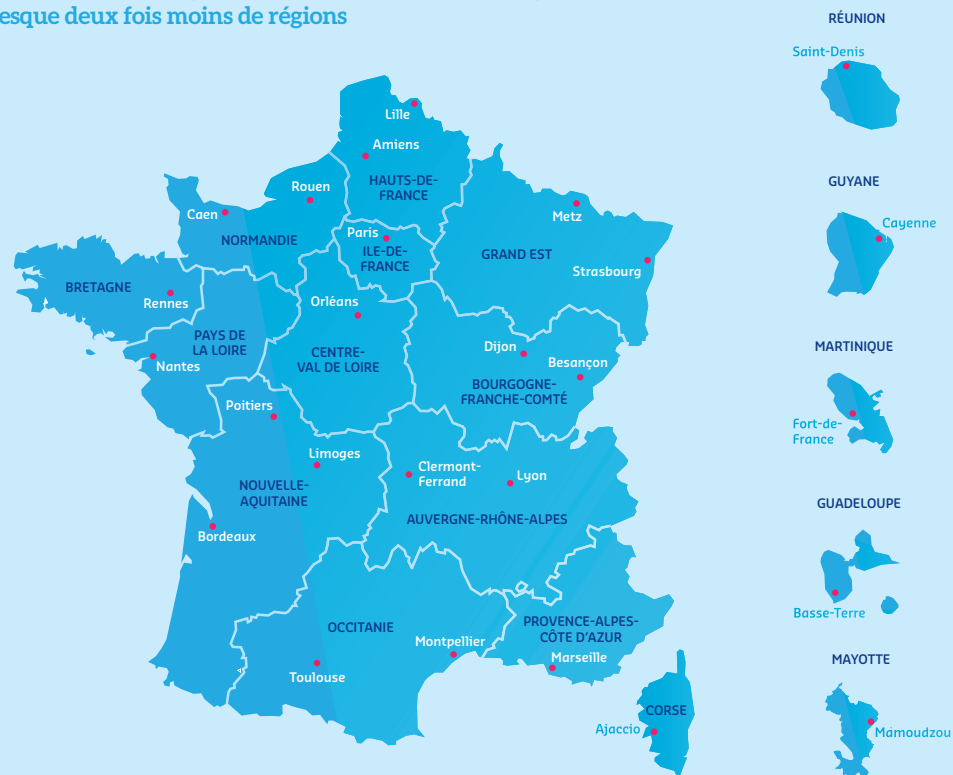 esque deux fois moins de régions
RÉUNION
Saint-Denis
Lille
Amiens
HAUTS-DE-
FRANCE
Rouen
GUYANE
Caen
Metz
Cayenne
NORMANDIE
Paris
ILE-DE-
FRANCE
GRAND EST
Strasbourg
BRETAGNE
Rennes
Orléans
PAYS DE
LA LOIRE
CENTRE-
VAL DE LOIRE
Dijon
MARTINIQUE
Nantes
Besançon
BOURGOGNE-
FRANCHE-COMTÉ
Poitiers
Fort-de-
France
Limoges
Clermont-
Ferrand
Lyon
NOUVELLE-
AQUITAINE
GUADELOUPE
AUVERGNE-RHÔNE-ALPES
Bordeaux
Basse-Terre
OCCITANIE
PROVENCE-ALPES-
CÔTE D'AZUR
Montpellier
Marseille
MAYOTTE
Toulouse
CORSE
Ajaccio
Mamoudzou